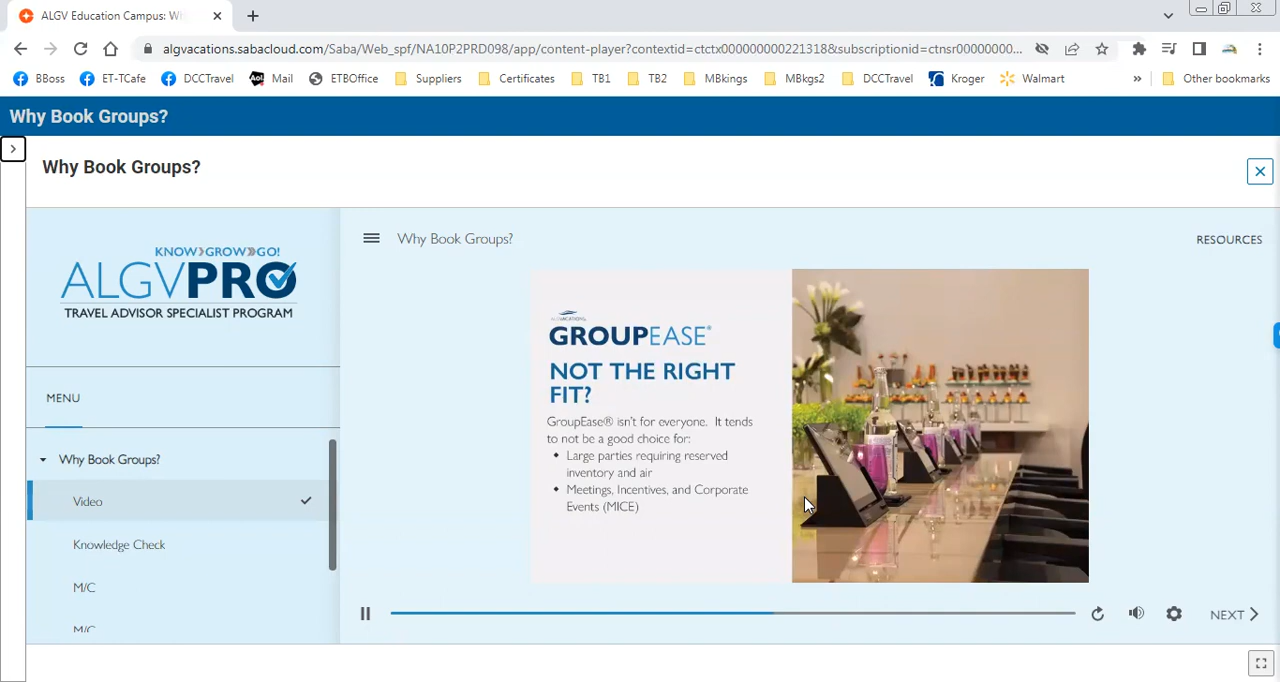 ALGV Education Campus: Wh
algvacations.sabacloud.com/Saba/Web_spf/NA10P2PRD098/app/content-player?contextid=ctctx000000000221318&subscriptionid=ctnsr00000000...
BBoss ET-TCafe DCCTravel Aol. Mail ETBOffice Suppliers Certificates TB1 TB2 MBkings MBkgs2 DCCTravel Kroger Walmart » Other bookmarks
Why Book Groups?
Why Book Groups?
KNOW GROW GO!
ALGVPRO
TRAVEL ADVISOR SPECIALIST PROGRAM
MENU
Why Book Groups?
Video
Knowledge Check
M/C
M/C
Why Book Groups?
RESOURCES
ALGVACATIONS
GROUPEASE®
NOT THE RIGHT
FIT?
GroupEase® isn't for everyone. It tends
to not be a good choice for:
Large parties requiring reserved
inventory and air
Meetings, Incentives, and Corporate
Events (MICE)
NEXT